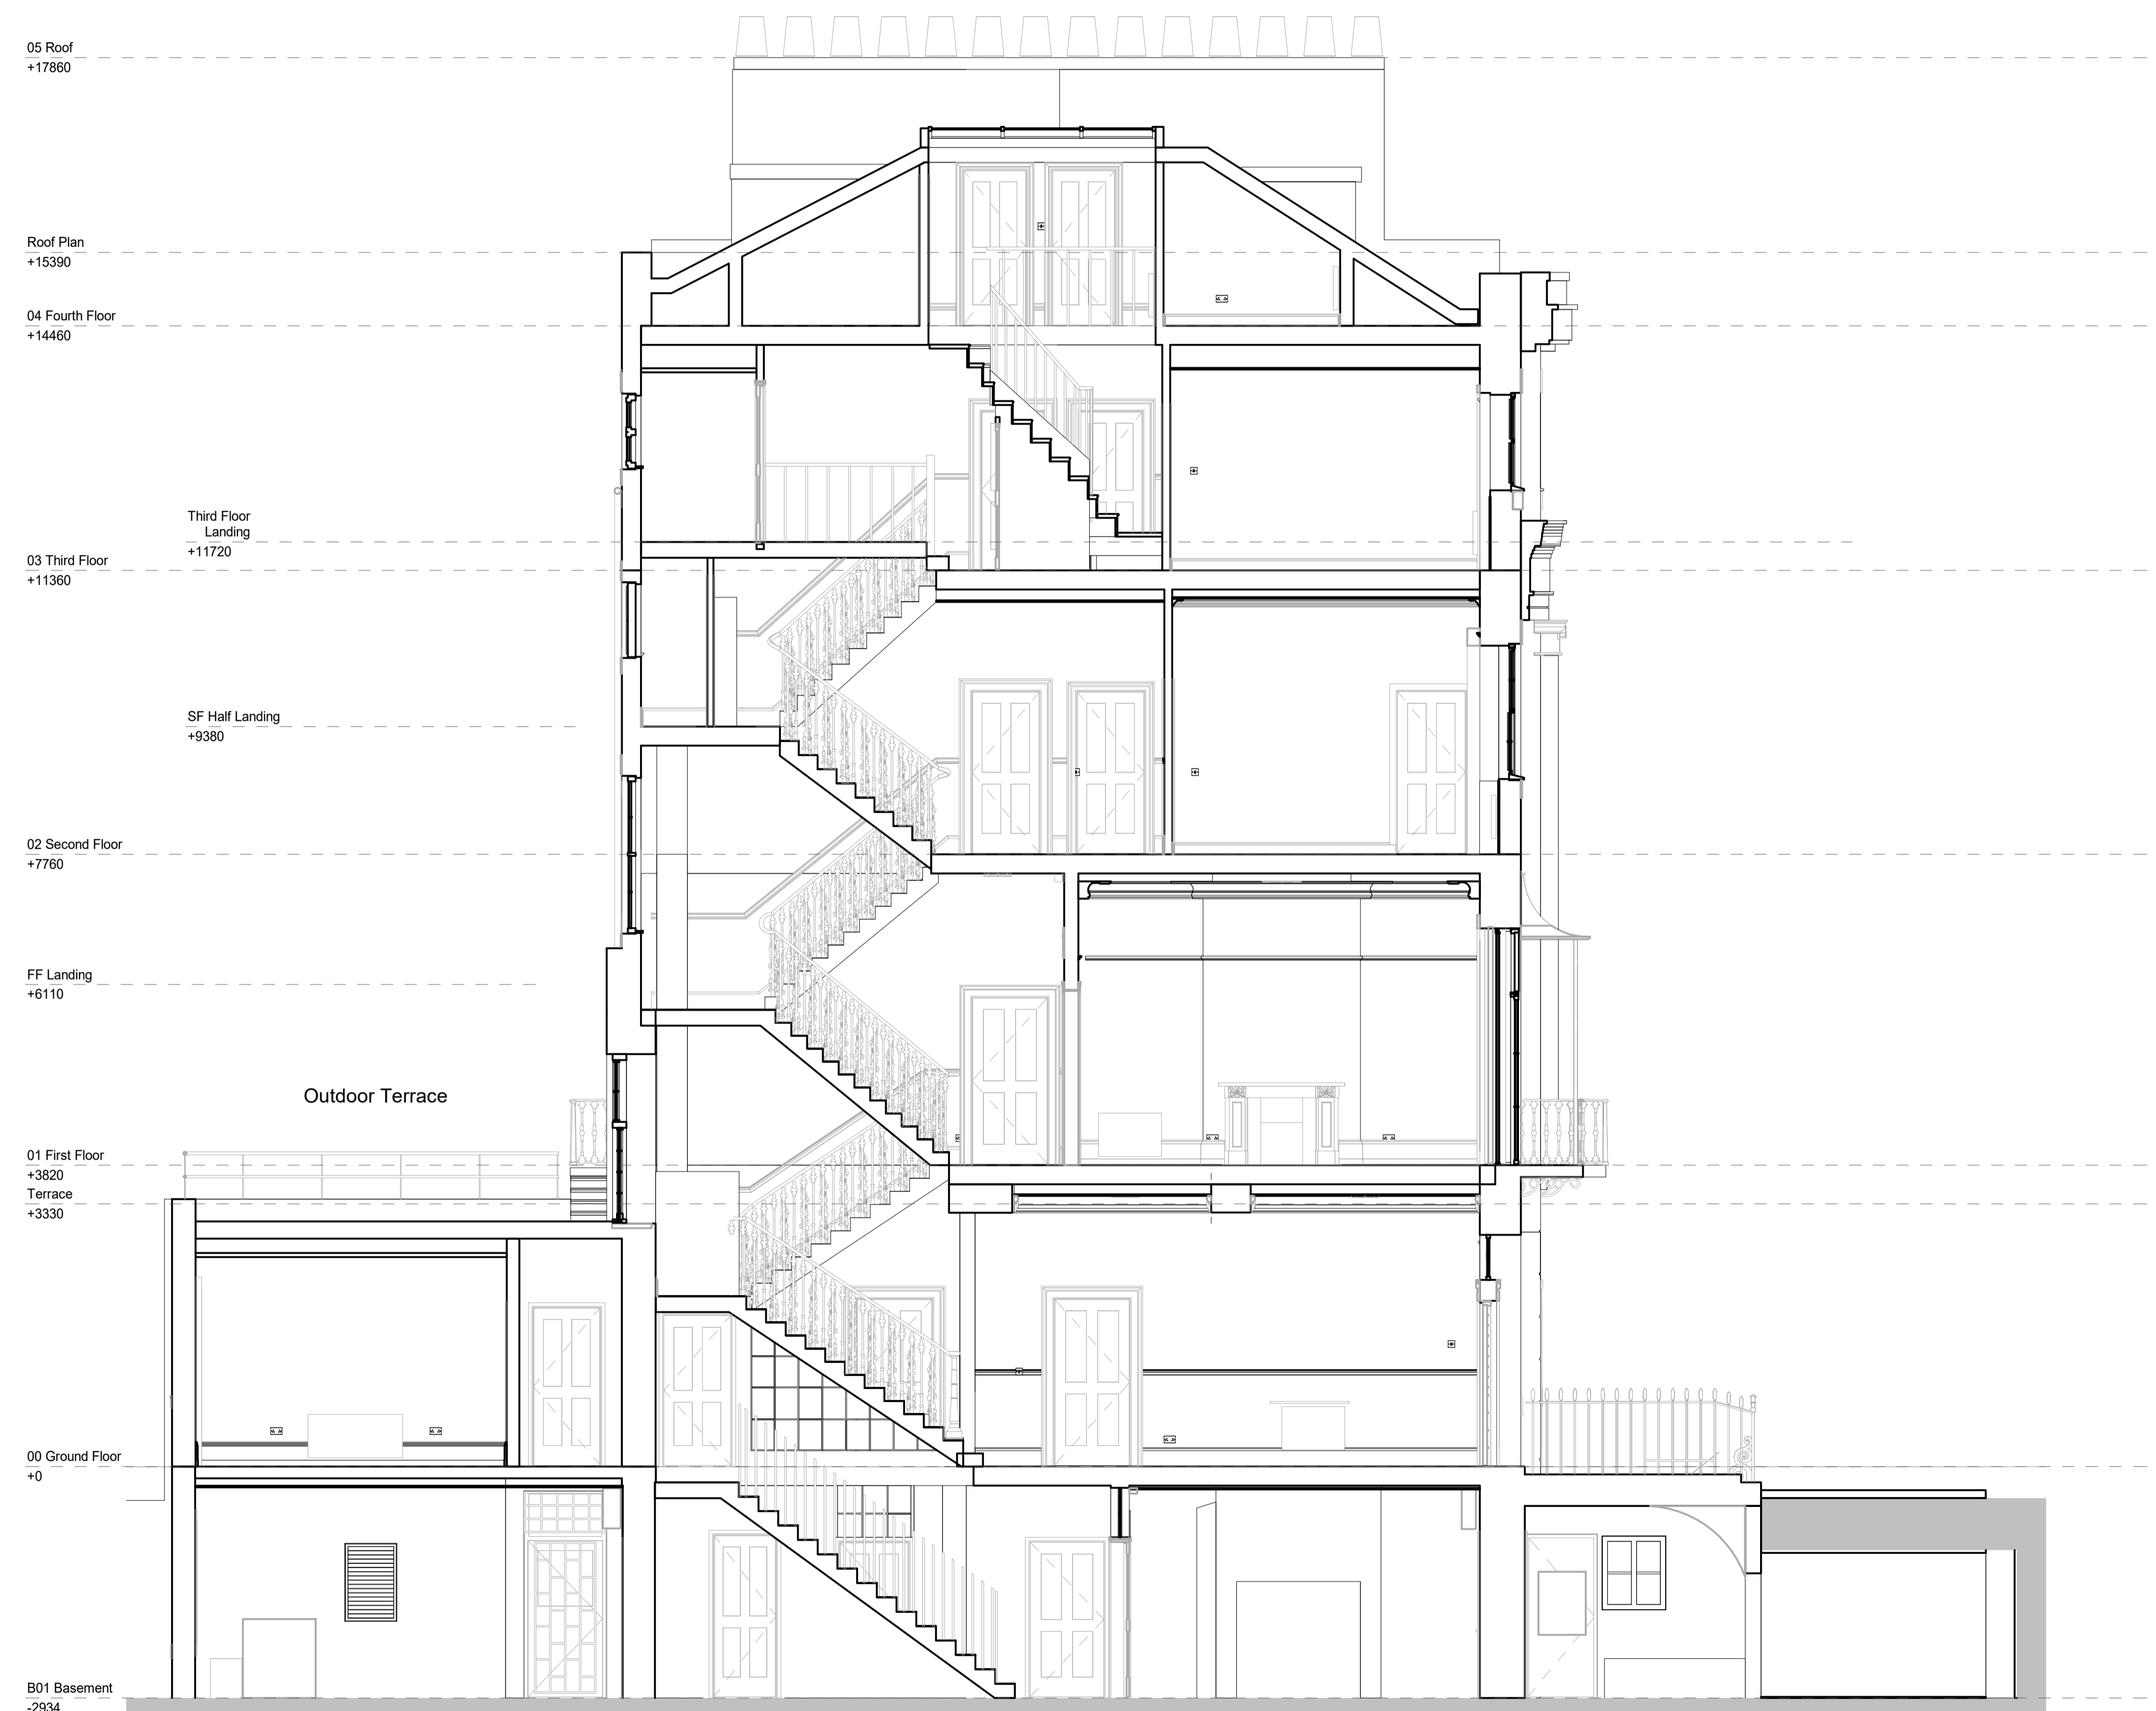 05 Roof
+17860
Roof Plan
+15390
04 Fourth Floor
+14460
Third Floor
Landing
+11720
03 Third Floor
+11360
SF Half Landing
+9380
02 Second Floor
+7760
FF Landing
+6110
Outdoor Terrace
01 First Floor
+3820
Terrace
+3330
00 Ground Floor
+0
B01 Basement
-2934